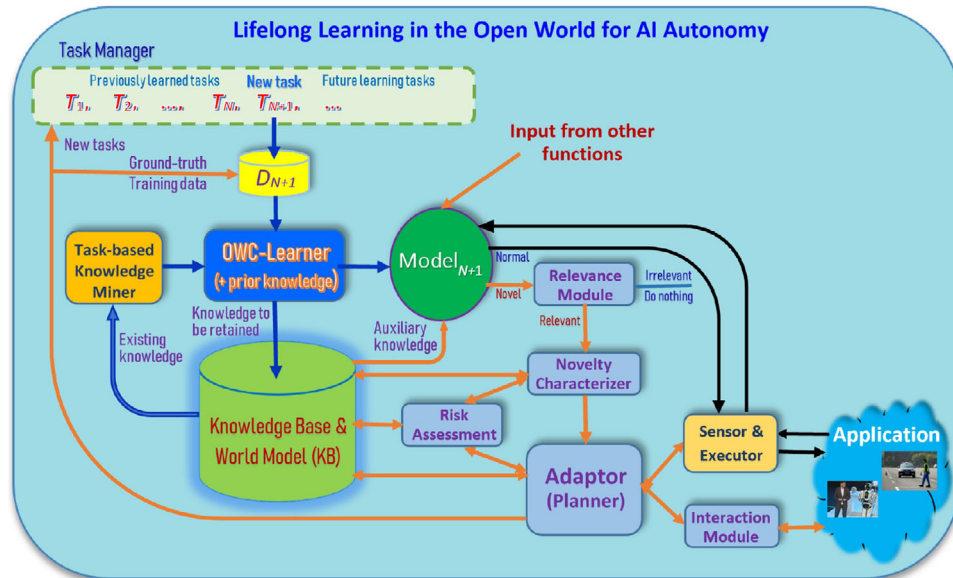 Lifelong Learning in the Open World for AI Autonomy
Task Manager
Previously learned tasks New task Future learning tasks
T1, T2, ...., TN, TN+1, ...
New tasks
Ground-truth
Training data
DN+1
Input from other
functions
Task-based
Knowledge
Miner
OWC-Learner
(+ prior knowledge)
ModelN+1
Normal
Novel
Relevance
Module
Irrelevant
Do nothing
Relevant
Existing
knowledge
Knowledge to
be retained
Auxiliary
knowledge
Novelty
Characterizer
Knowledge Base &
World Model (KB)
Risk
Assessment
Adaptor
(Planner)
Sensor &
Executor
Interaction
Module
Application